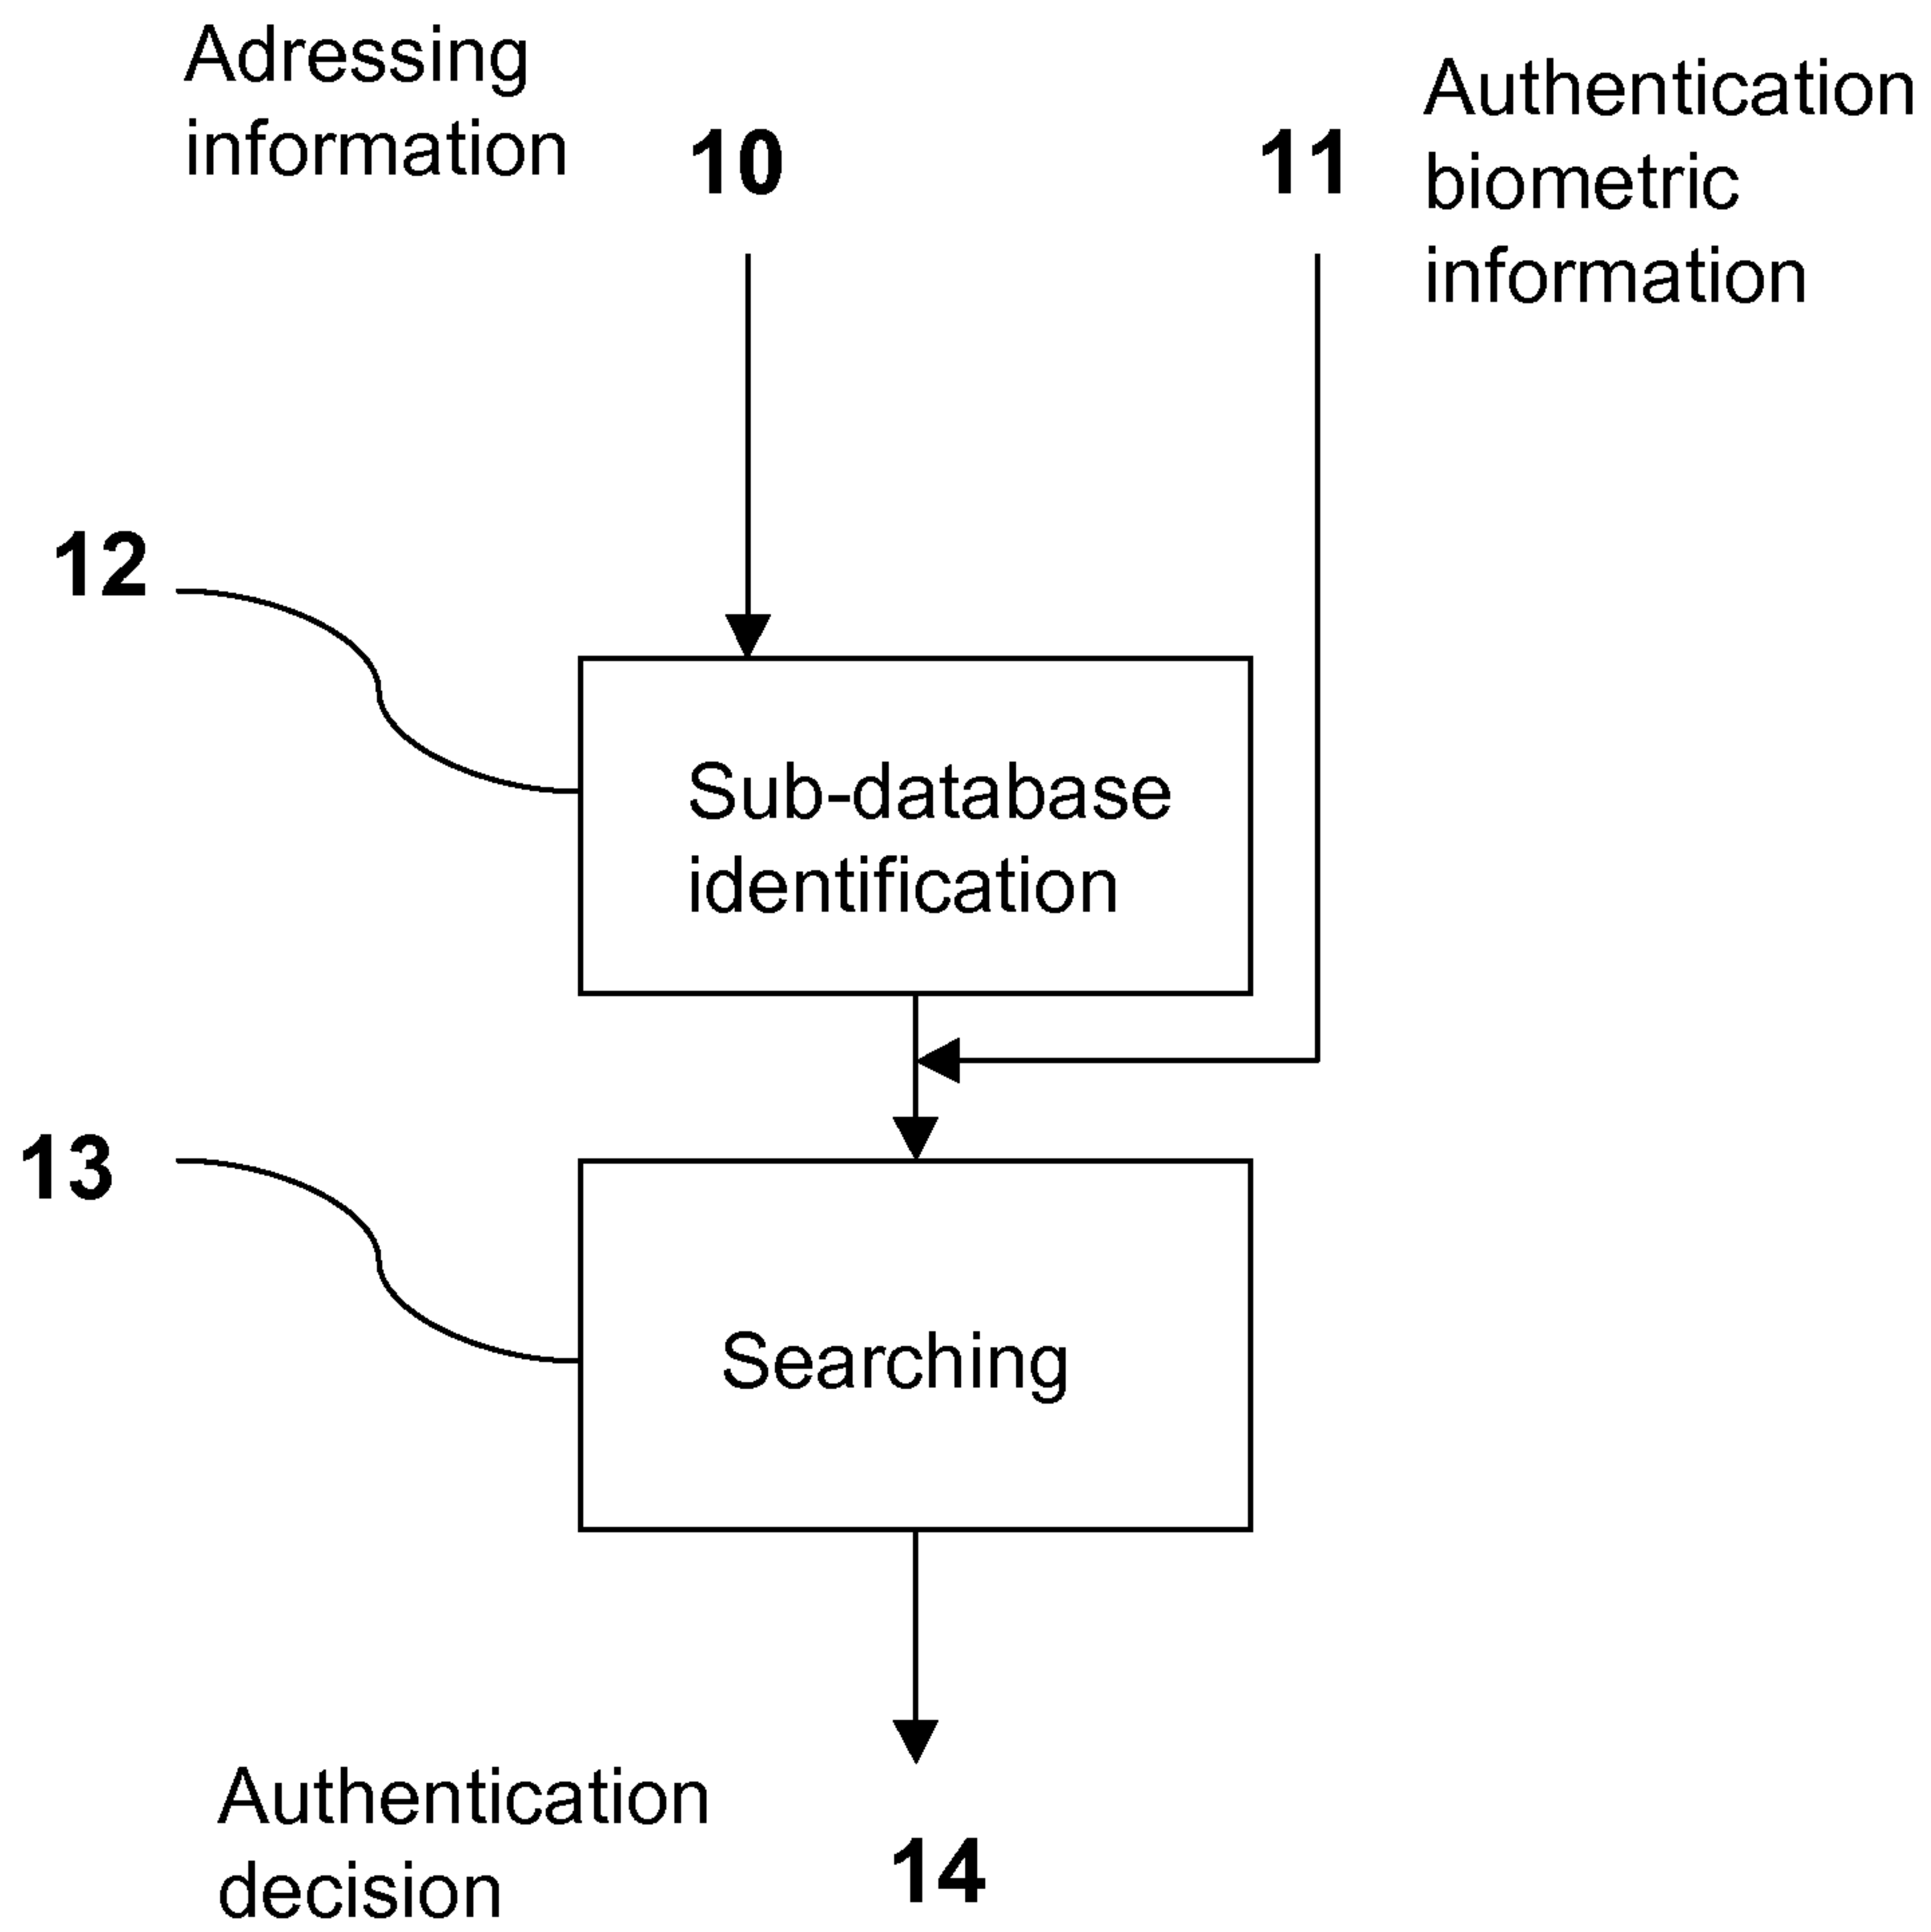 Adressing
information
10
11
Authentication
biometric
information
12
Sub-database
identification
13
Searching
Authentication
decision
14